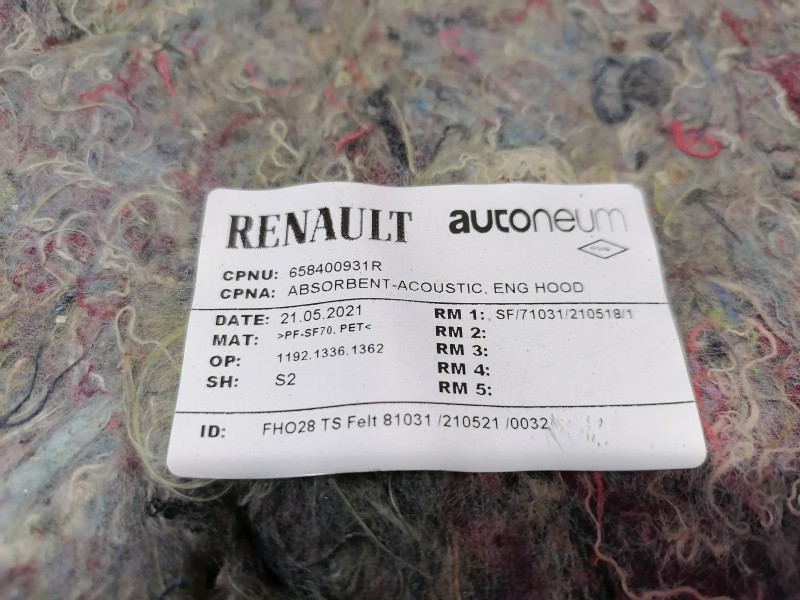 RENAULT autoneum
CPNU: 658400931R
CPNA: ABSORBENT-ACOUSTIC, ENG HOOD
DATE: 21.05.2021
MAT: >PF-SF70. PET<
OP: 1192.1336.1362
SH: S2
RM 1: SF/71031/210518/1
RM 2:
RM 3:
RM 4:
RM 5:
ID: FHO28 TS Felt 81031 /210521 /0032